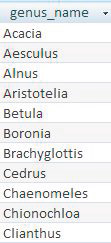 genus_name
Acacia
Aesculus
Alnus
Aristotelia
Betula
Boronia
Brachyglottis
Cedrus
Chaenomeles
Chionochloa
Clianthus